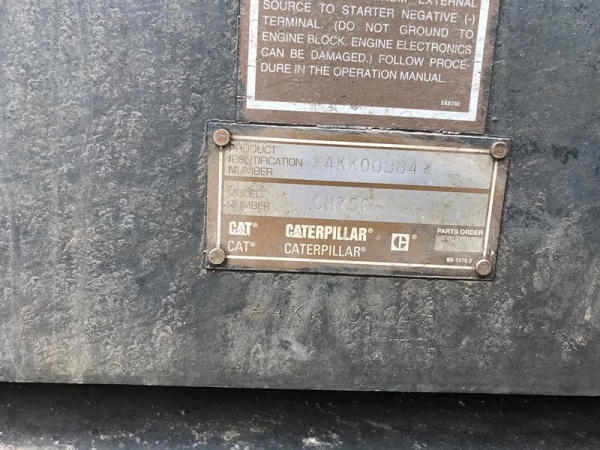 SOURCE TO STARTER NEGATIVE (-)
TERMINAL. (DO NOT GROUND TO
ENGINE BLOCK. ENGINE ELECTRONICS
CAN BE DAMAGED.) FOLLOW PROCE-
DURE IN THE OPERATION MANUAL.
PRODUCT
IDENTIFICATION
NUMBER
*4KK00364*
MODEL
NUMBER
CH75C
CAT® CATERPILLAR® C ®
PARTS ORDER
CAT® CATERPILLAR®
*4KK00364*